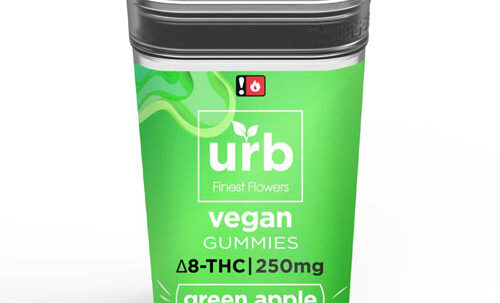 urb
Finest Flowers
vegan
GUMMIES
Δ8-THC|250mg
green apple